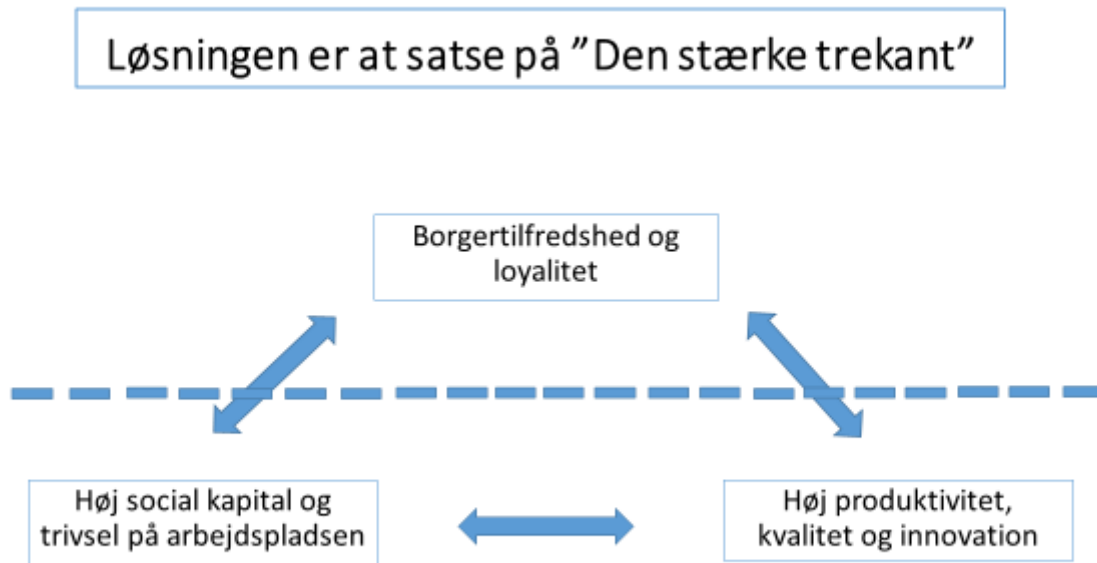 Løsningen er at satse på ”Den stærke trekant”
Borgertilfredshed og
loyalitet
Høj social kapital og
trivsel på arbejdspladsen
Høj produktivitet,
kvalitet og innovation